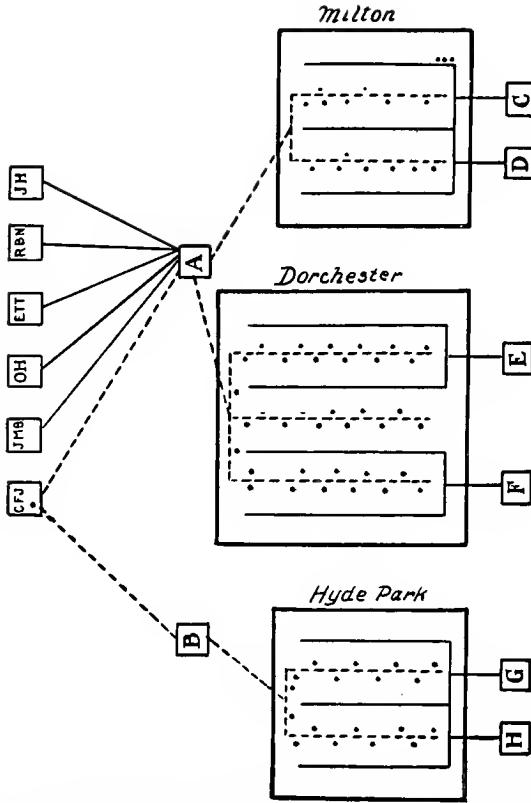 Milton
C
D
JH
RBN
A
Dorchester
ETT
E
OH
JMB
F
CFJ
Hyde Park
B
G
H